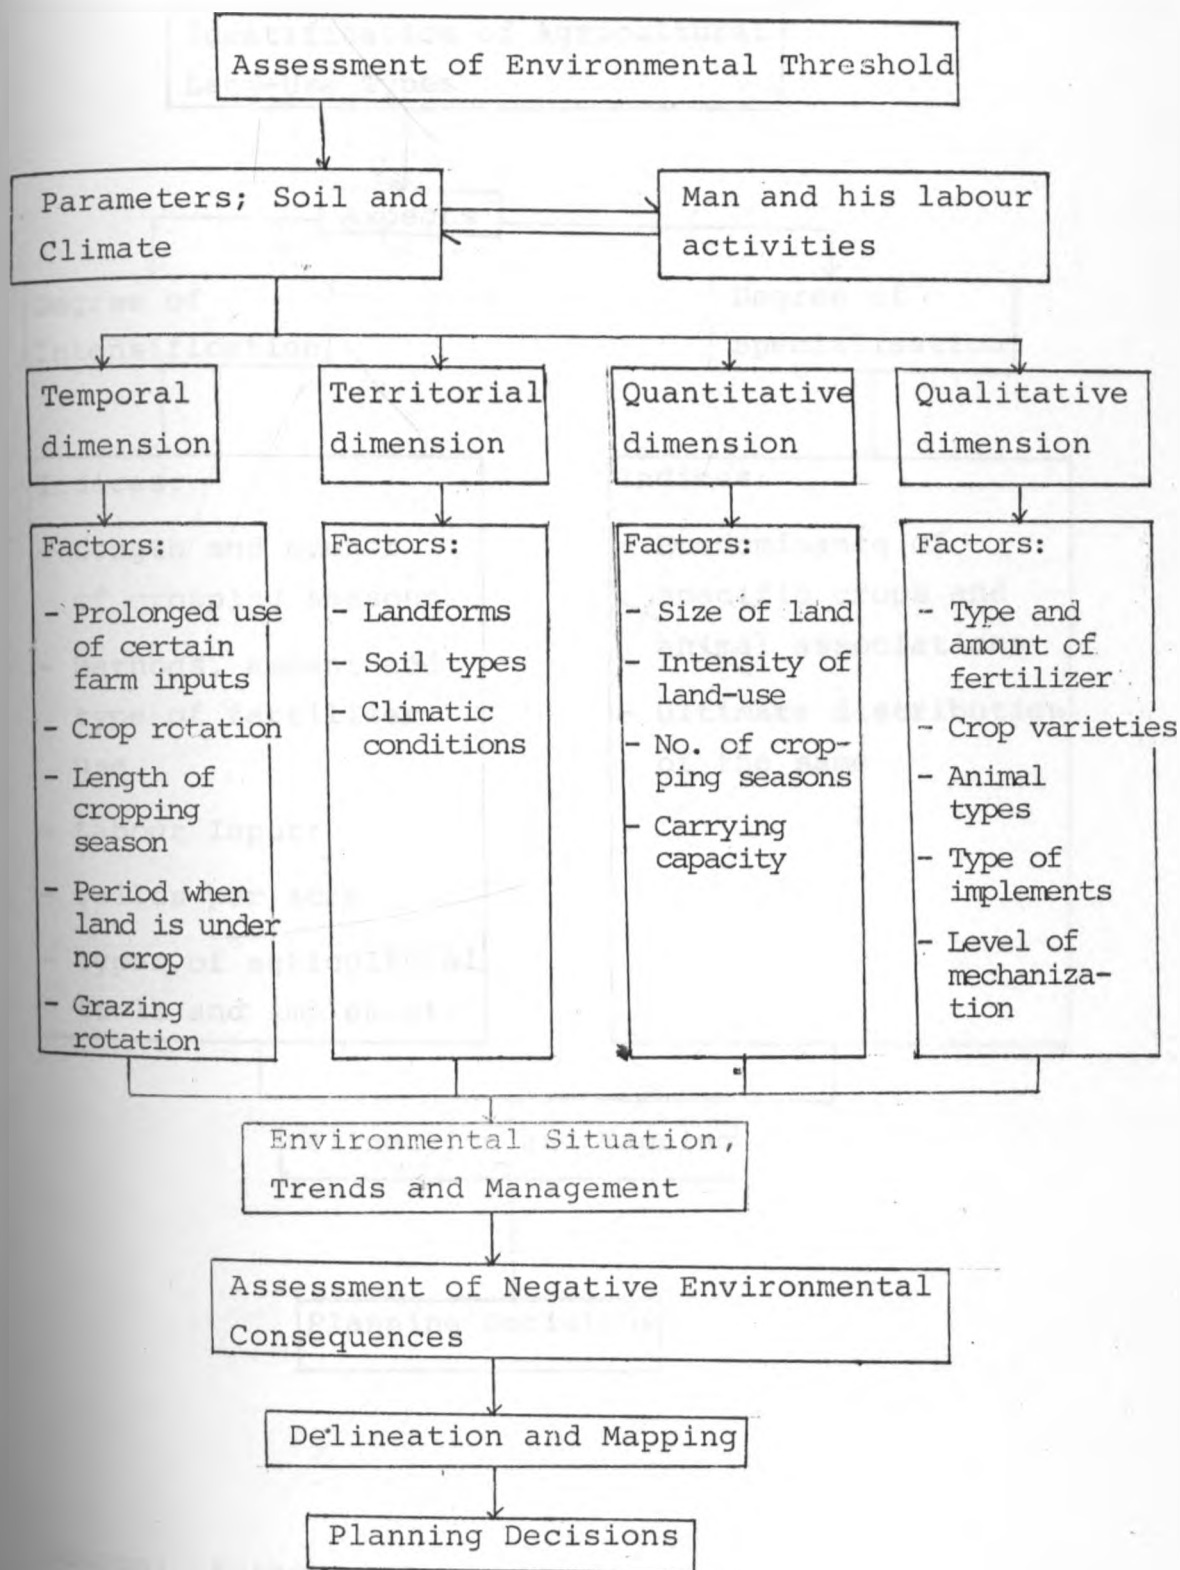 Assessment of Environmental Threshold
Parameters; Soil and
Climate
Man and his labour
activities
Temporal
dimension
Territorial
dimension
Quantitative
dimension
Qualitative
dimension
Factors:
- Prolonged use
of certain
farm inputs
- Crop rotation
- Length of
cropping
season
- Period when
land is under
no crop
- Grazing
rotation
Factors:
- Landforms
- Soil types
- Climatic
conditions
Factors:
- Size of land
- Intensity of
land-use
- No. of crop-
ping seasons
- Carrying
capacity
Factors:
- Type and
amount of
fertilizer
- Crop varieties
- Animal
types
- Type of
implements
- Level of
mechaniza-
tion
Environmental Situation,
Trends and Management
Assessment of Negative Environmental
Consequences
Delineation and Mapping
Planning Decisions